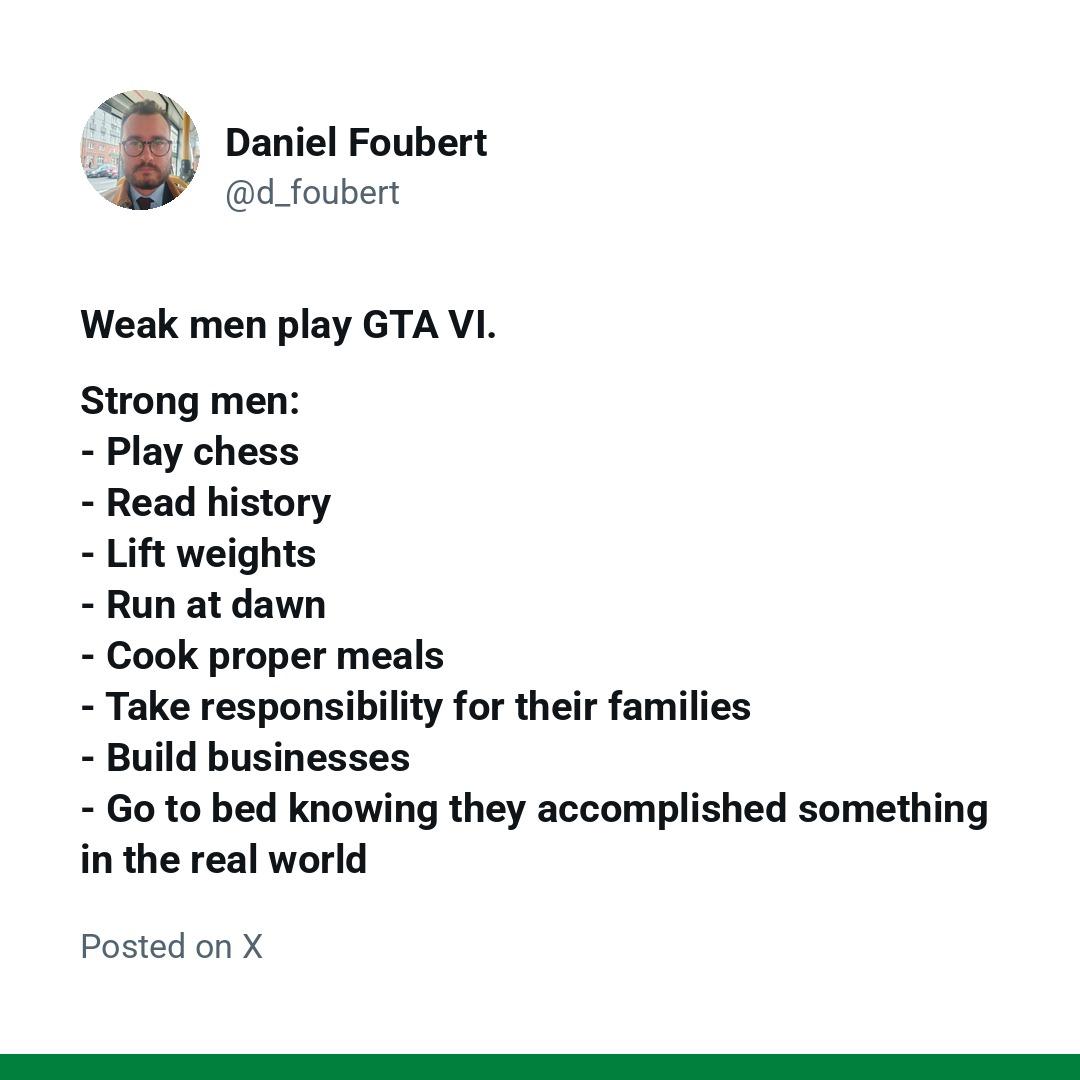 Daniel Foubert
@d_foubert
Weak men play GTA VI.
Strong men:
- Play chess
- Read history
- Lift weights
- Run at dawn
- Cook proper meals
- Take responsibility for their families
- Build businesses
- Go to bed knowing they accomplished something
in the real world
Posted on X